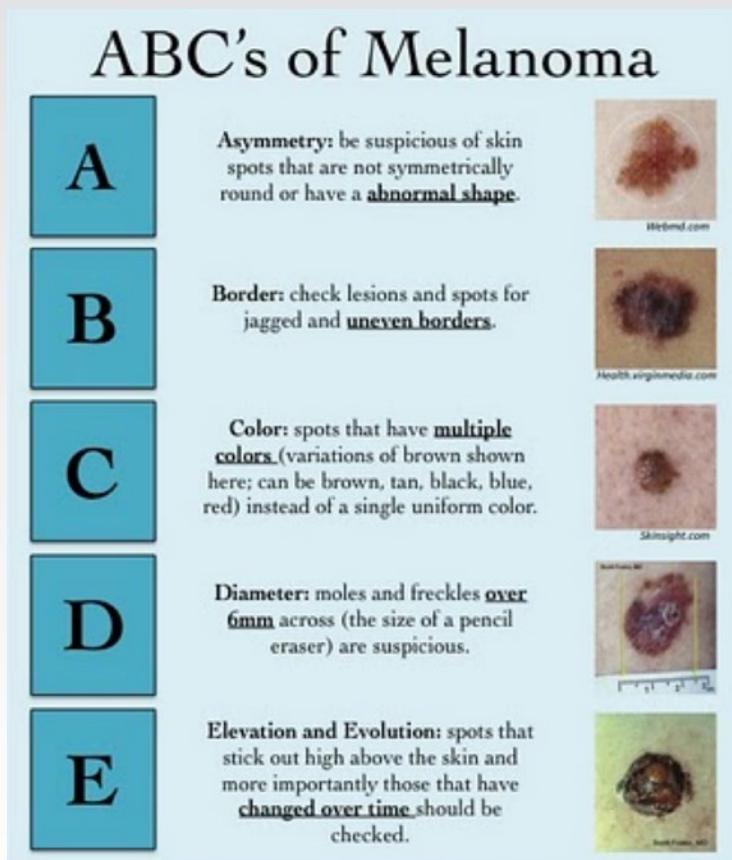 ABC's of Melanoma
A
Asymmetry: be suspicious of skin
spots that are not symmetrically
round or have a abnormal shape.
Webmd.com
B
Border: check lesions and spots for
jagged and uneven borders.
Health.virginmedia.com
C
Color: spots that have multiple
colors (variations of brown shown
here; can be brown, tan, black, blue,
red) instead of a single uniform color.
Skinsight.com
D
Diameter: moles and freckles over
6mm across (the size of a pencil
eraser) are suspicious.
1 2
E
Elevation and Evolution: spots that
stick out high above the skin and
more importantly those that have
changed over time should be
checked.